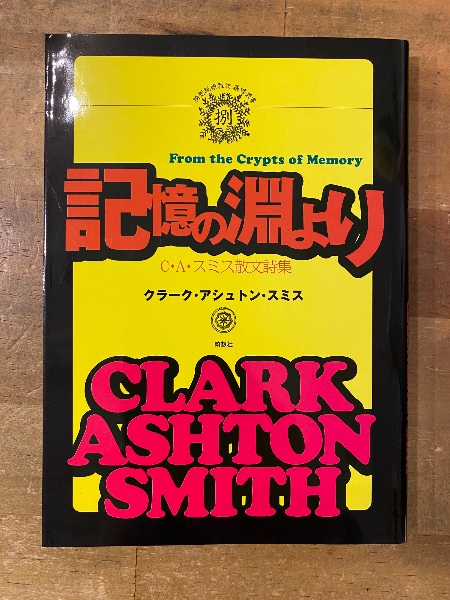 捌
From the Crypts of Memory
記憶の淵より
C・A・スミス散文詩集
クラーク・アシュトン・スミス
CLARK
ASHTON
SMITH